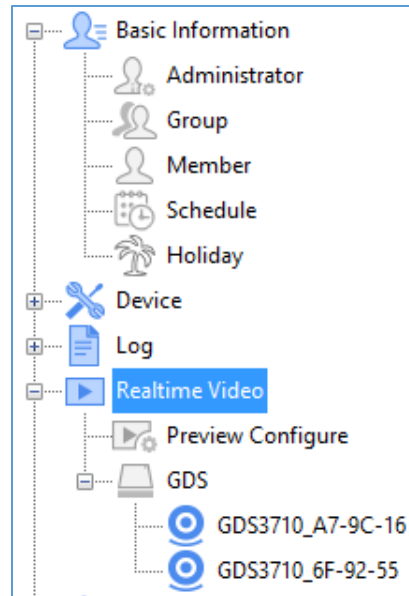 Basic Information
Administrator
Group
Member
Schedule
Holiday
Device
Log
Realtime Video
Preview Configure
GDS
GDS3710_A7-9C-16
GDS3710_6F-92-55